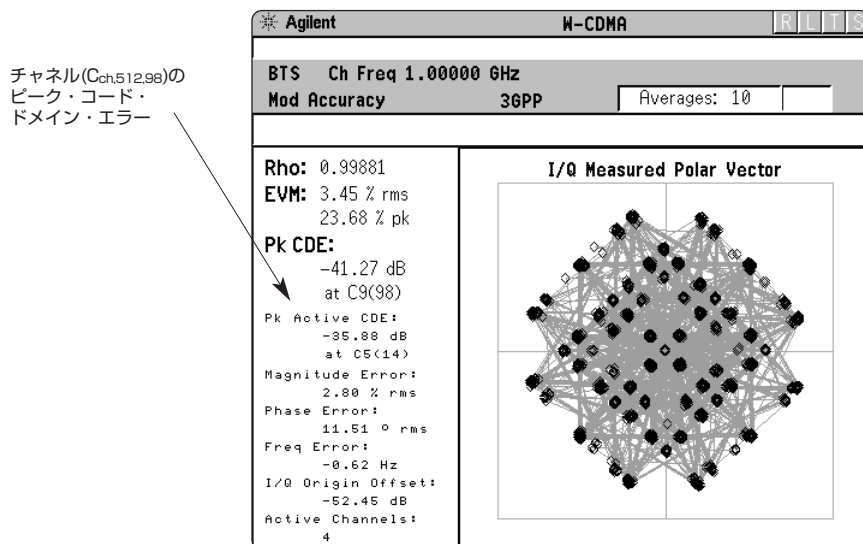 チャネル(Cch,512,98)の
ピーク・コード・
ドメイン・エラー
Agilent W-CDMA R L T S
BTS Ch Freq 1.00000 GHz
Mod Accuracy 3GPP Averages: 10
Rho: 0.99881
EVM: 3.45 % rms
23.68 % pk
Pk CDE:
-41.27 dB
at C9(98)
Pk Active CDE:
-35.88 dB
at C5(14)
Magnitude Error:
2.80 % rms
Phase Error:
11.51 º rms
Freq Error:
-0.62 Hz
I/Q Origin Offset:
-52.45 dB
Active Channels:
4
I/Q Measured Polar Vector